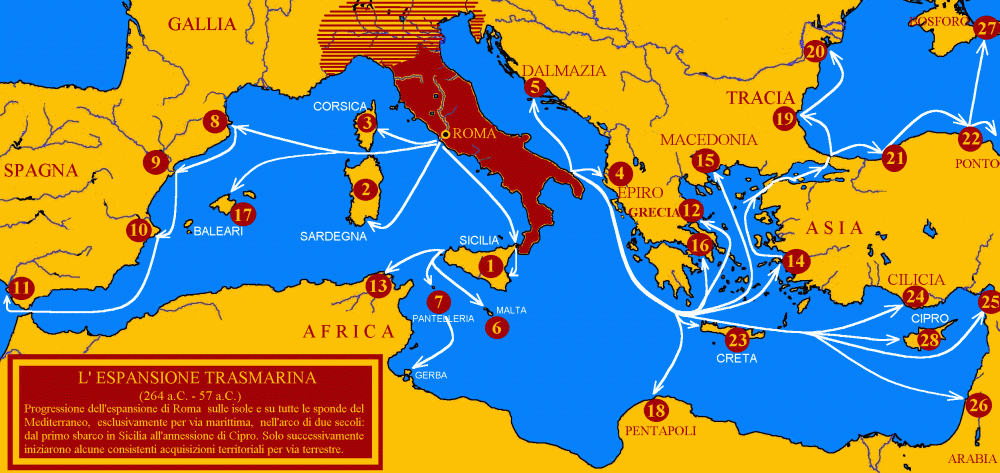 GALLIA
BOSFORO
27
20
DALMAZIA
5
TRACIA
CORSICA
8
3
ROMA
19
MACEDONIA
22
9
15
21
PONTO
SPAGNA
4
2
EPIRO
17
GRECIA
12
10
BALEARI
ASIA
SARDEGNA
SICILIA
16
1
14
13
CILICIA
11
24
25
7
MALTA
AFRICA
PANTELLERIA
6
CIPRO
23
28
CRETA
GERBA
26
18
PENTAPOLI
ARABIA
L' ESPANSIONE TRASMARINA
(264 a.C. - 57 a.C.)
Progressione dell'espansione di Roma sulle isole e su tutte le sponde del
Mediterraneo, esclusivamente per via marittima, nell'arco di due secoli:
dal primo sbarco in Sicilia all'annessione di Cipro. Solo successivamente
iniziarono alcune consistenti acquisizioni territoriali per via terrestre.